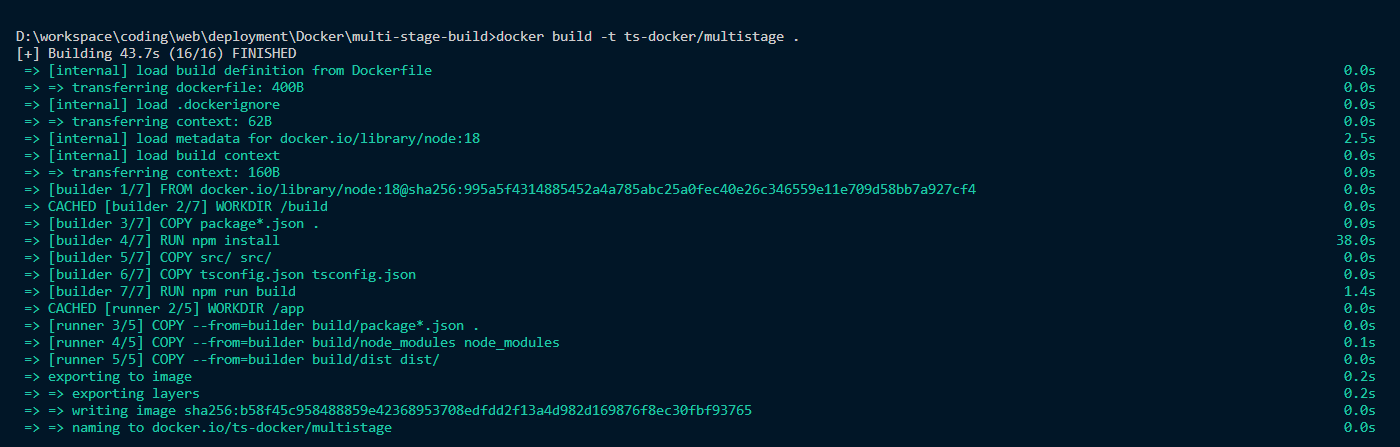 D:\workspace\coding\web\deployment\Docker\multi-stage-build>docker build -t ts-docker/multistage .
[+] Building 43.7s (16/16) FINISHED
=> [internal] load build definition from Dockerfile 0.0s
=> => transferring dockerfile: 400B 0.0s
=> [internal] load .dockerignore 0.0s
=> => transferring context: 62B 0.0s
=> [internal] load metadata for docker.io/library/node:18 2.5s
=> [internal] load build context 0.0s
=> => transferring context: 160B 0.0s
=> [builder 1/7] FROM docker.io/library/node:18@sha256:995a5f4314885452a4a785abc25a0fec40e26c346559e11e709d58bb7a927cf4 0.0s
=> CACHED [builder 2/7] WORKDIR /build 0.0s
=> [builder 3/7] COPY package*.json . 0.0s
=> [builder 4/7] RUN npm install 38.0s
=> [builder 5/7] COPY src/ src/ 0.0s
=> [builder 6/7] COPY tsconfig.json tsconfig.json 0.0s
=> [builder 7/7] RUN npm run build 1.4s
=> CACHED [runner 2/5] WORKDIR /app 0.0s
=> [runner 3/5] COPY --from=builder build/package*.json . 0.0s
=> [runner 4/5] COPY --from=builder build/node_modules node_modules 0.1s
=> [runner 5/5] COPY --from=builder build/dist dist/ 0.0s
=> exporting to image 0.2s
=> => exporting layers 0.2s
=> => writing image sha256:b58f45c958488859e42368953708edfdd2f13a4d982d169876f8ec30fbf93765 0.0s
=> => naming to docker.io/ts-docker/multistage 0.0s